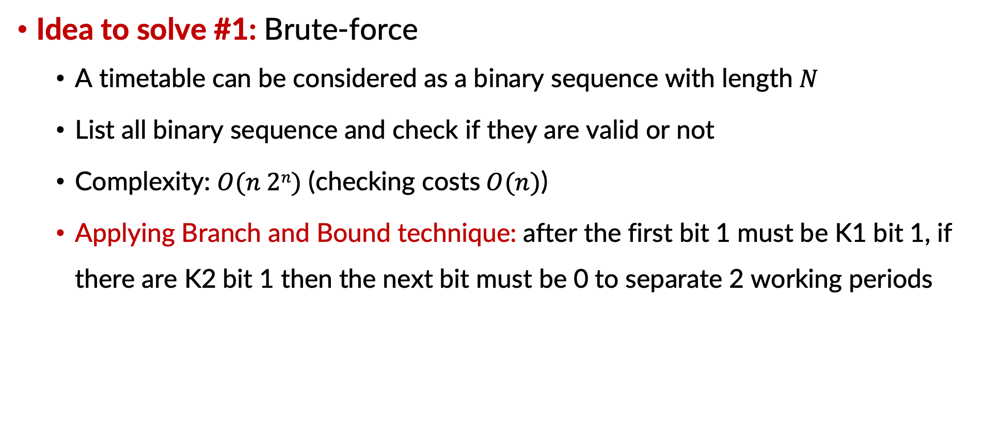 • Idea to solve #1: Brute-force
• A timetable can be considered as a binary sequence with length N
• List all binary sequence and check if they are valid or not
• Complexity: O(n 2ⁿ) (checking costs O(n))
• Applying Branch and Bound technique: after the first bit 1 must be K1 bit 1, if
there are K2 bit 1 then the next bit must be 0 to separate 2 working periods